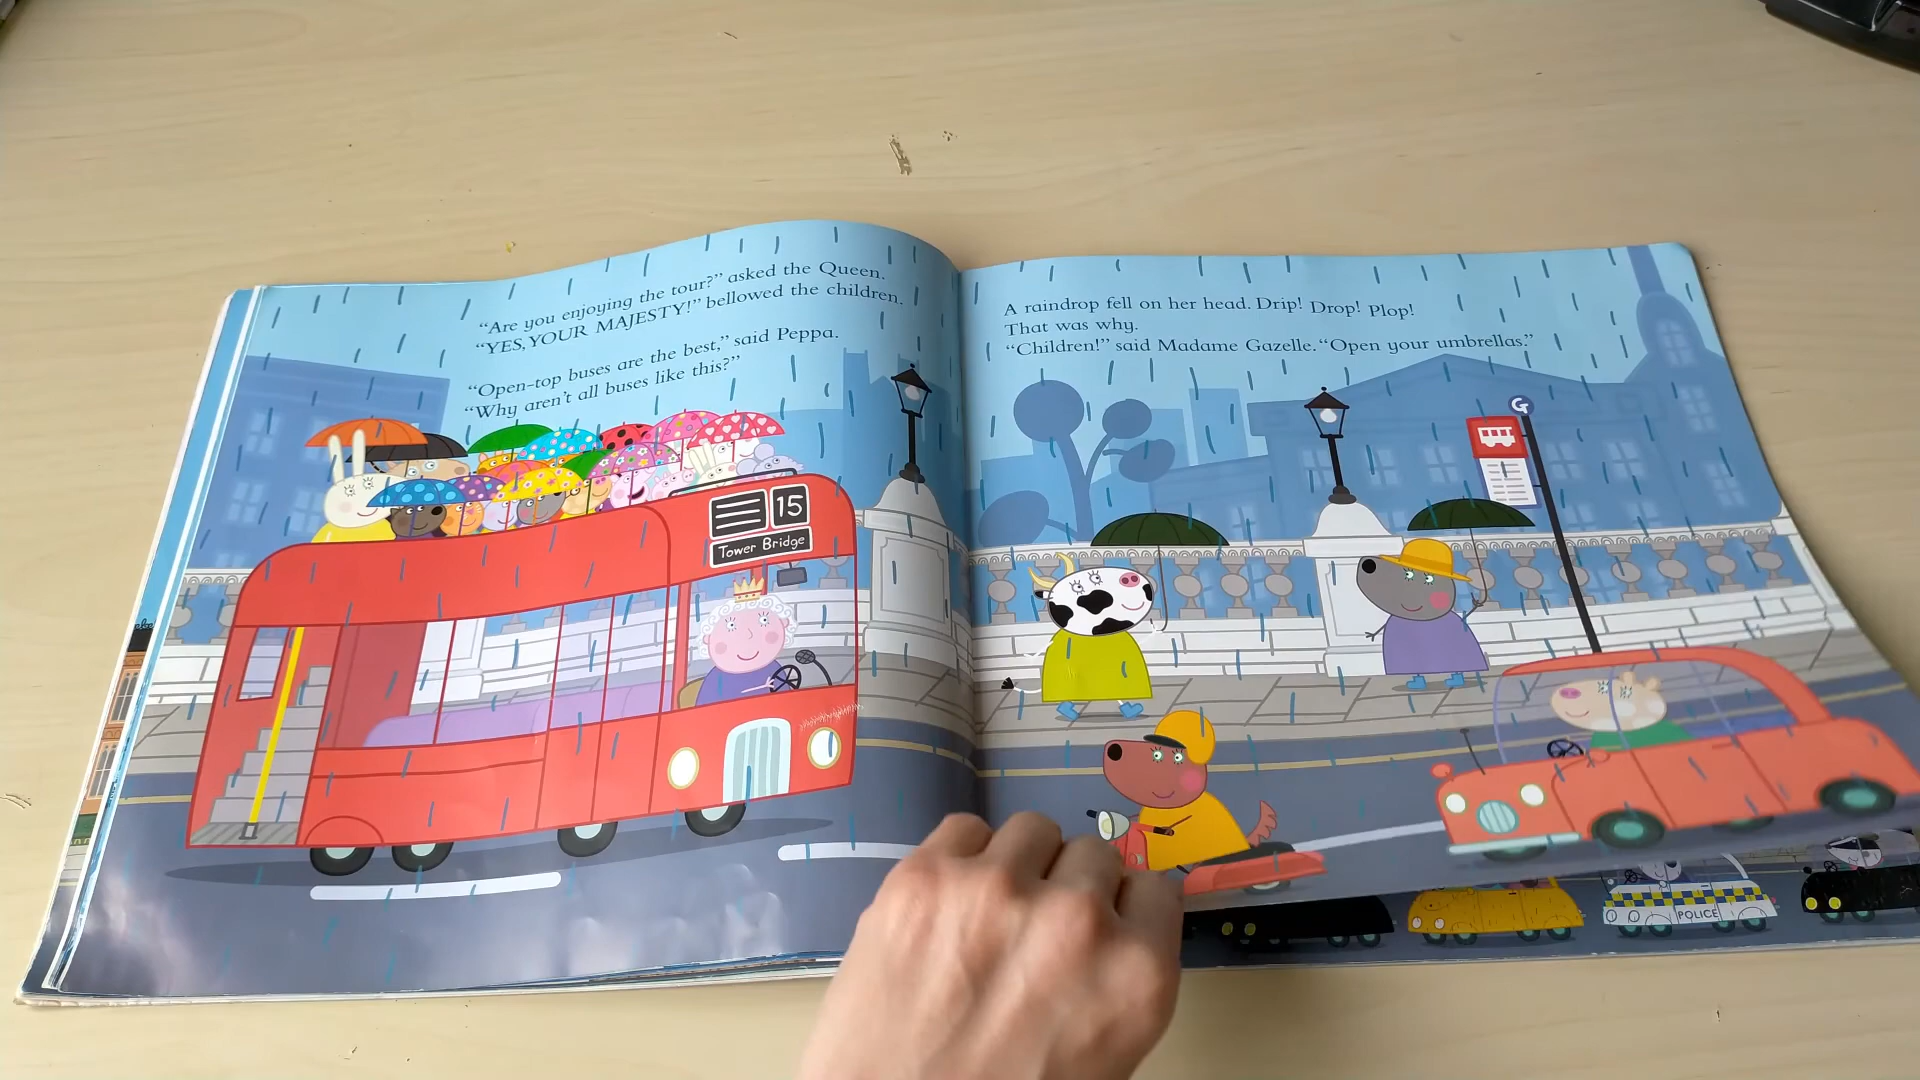 “Are you enjoying the tour?” asked the Queen.
“YES, YOUR MAJESTY!” bellowed the children.
“Open-top buses are the best,” said Peppa.
“Why aren’t all buses like this?”
15
Tower Bridge
A raindrop fell on her head. Drip! Drop! Plop!
That was why.
“Children!” said Madame Gazelle. “Open your umbrellas.”
G
POLICE